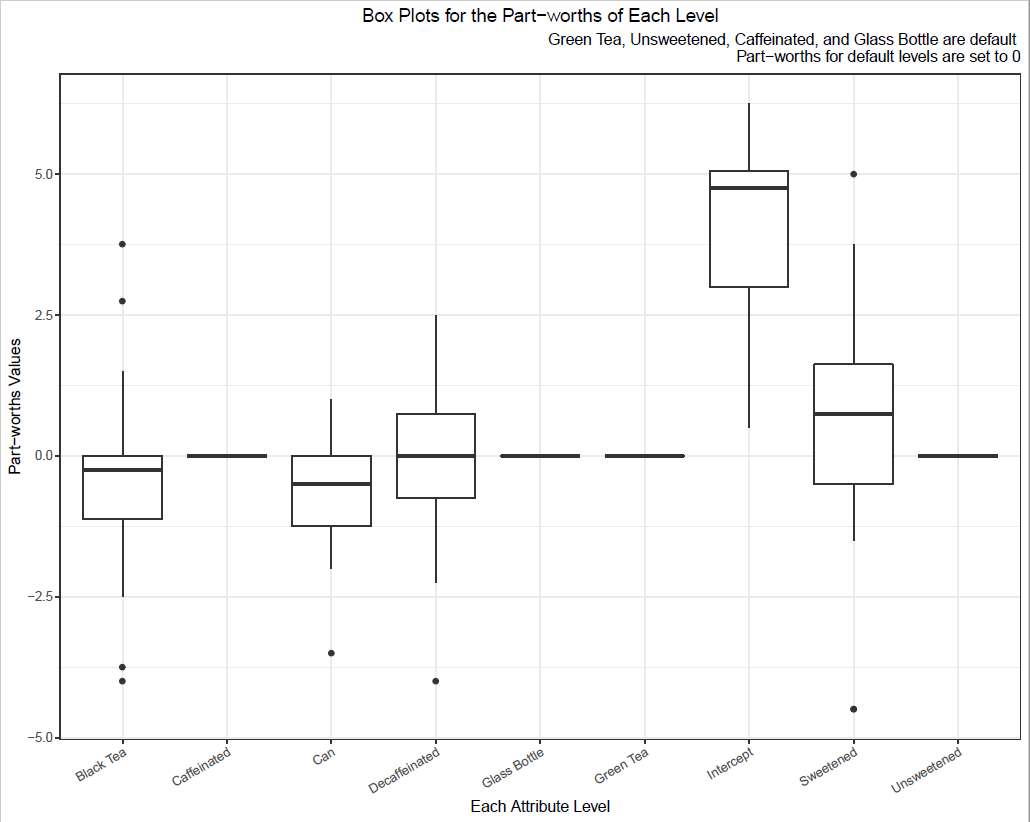 Box Plots for the Part−worths of Each Level
Green Tea, Unsweetened, Caffeinated, and Glass Bottle are default
Part−worths for default levels are set to 0
Part−worths Values
5.0
2.5
0.0
−2.5
−5.0
Black Tea
Caffeinated
Can
Decaffeinated
Glass Bottle
Green Tea
Intercept
Sweetened
Unsweetened
Each Attribute Level